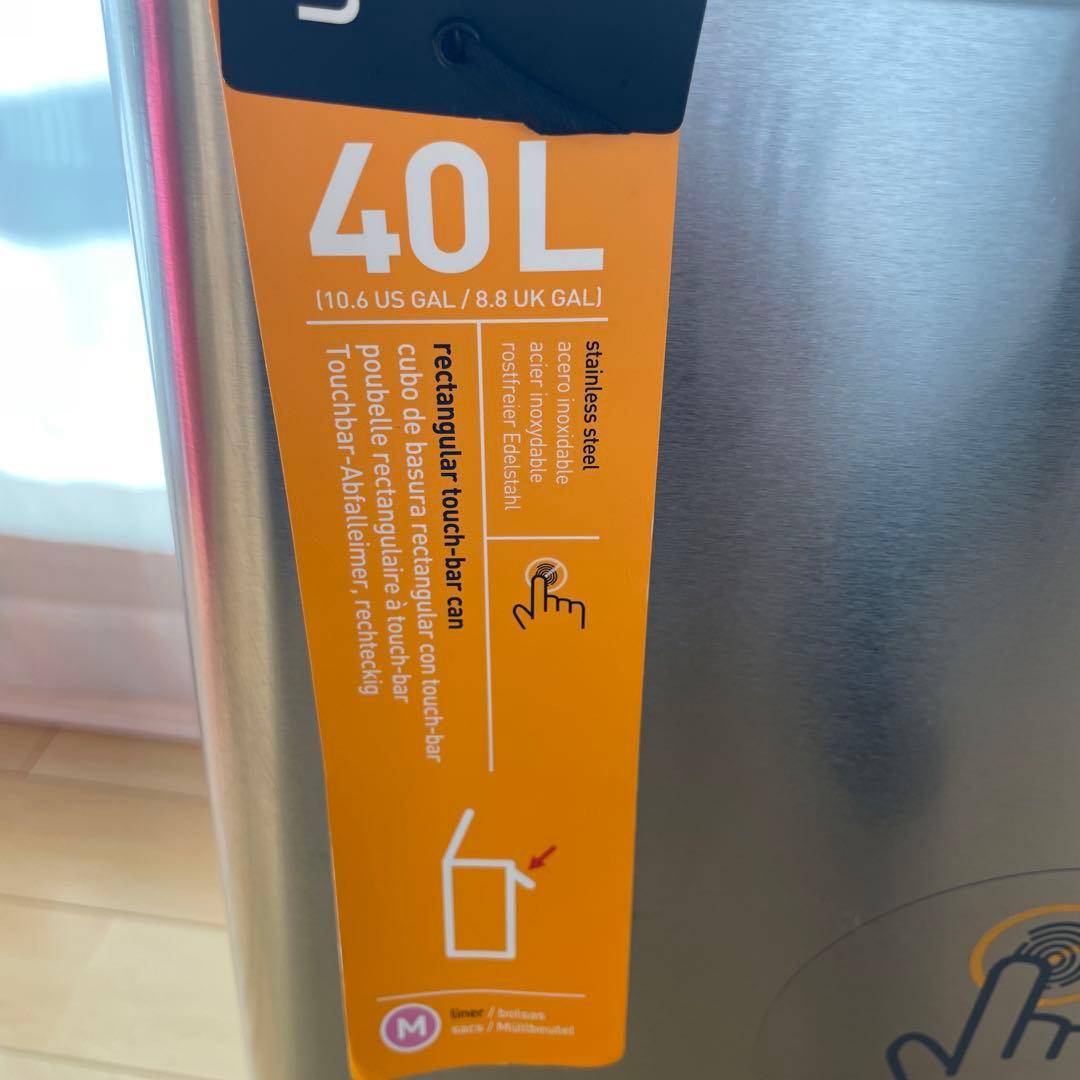 40L
(10.6 US GAL / 8.8 UK GAL)
stainless steel
acero inoxidable
acier inoxydable
rostfreier Edelstahl
rectangular touch-bar can
cubo de basura rectangular con touch-bar
poubelle rectangulaire à touch-bar
Touchbar-Abfalleimer, rechteckig
M
liner / bolsas
sacs / Müllbeutel